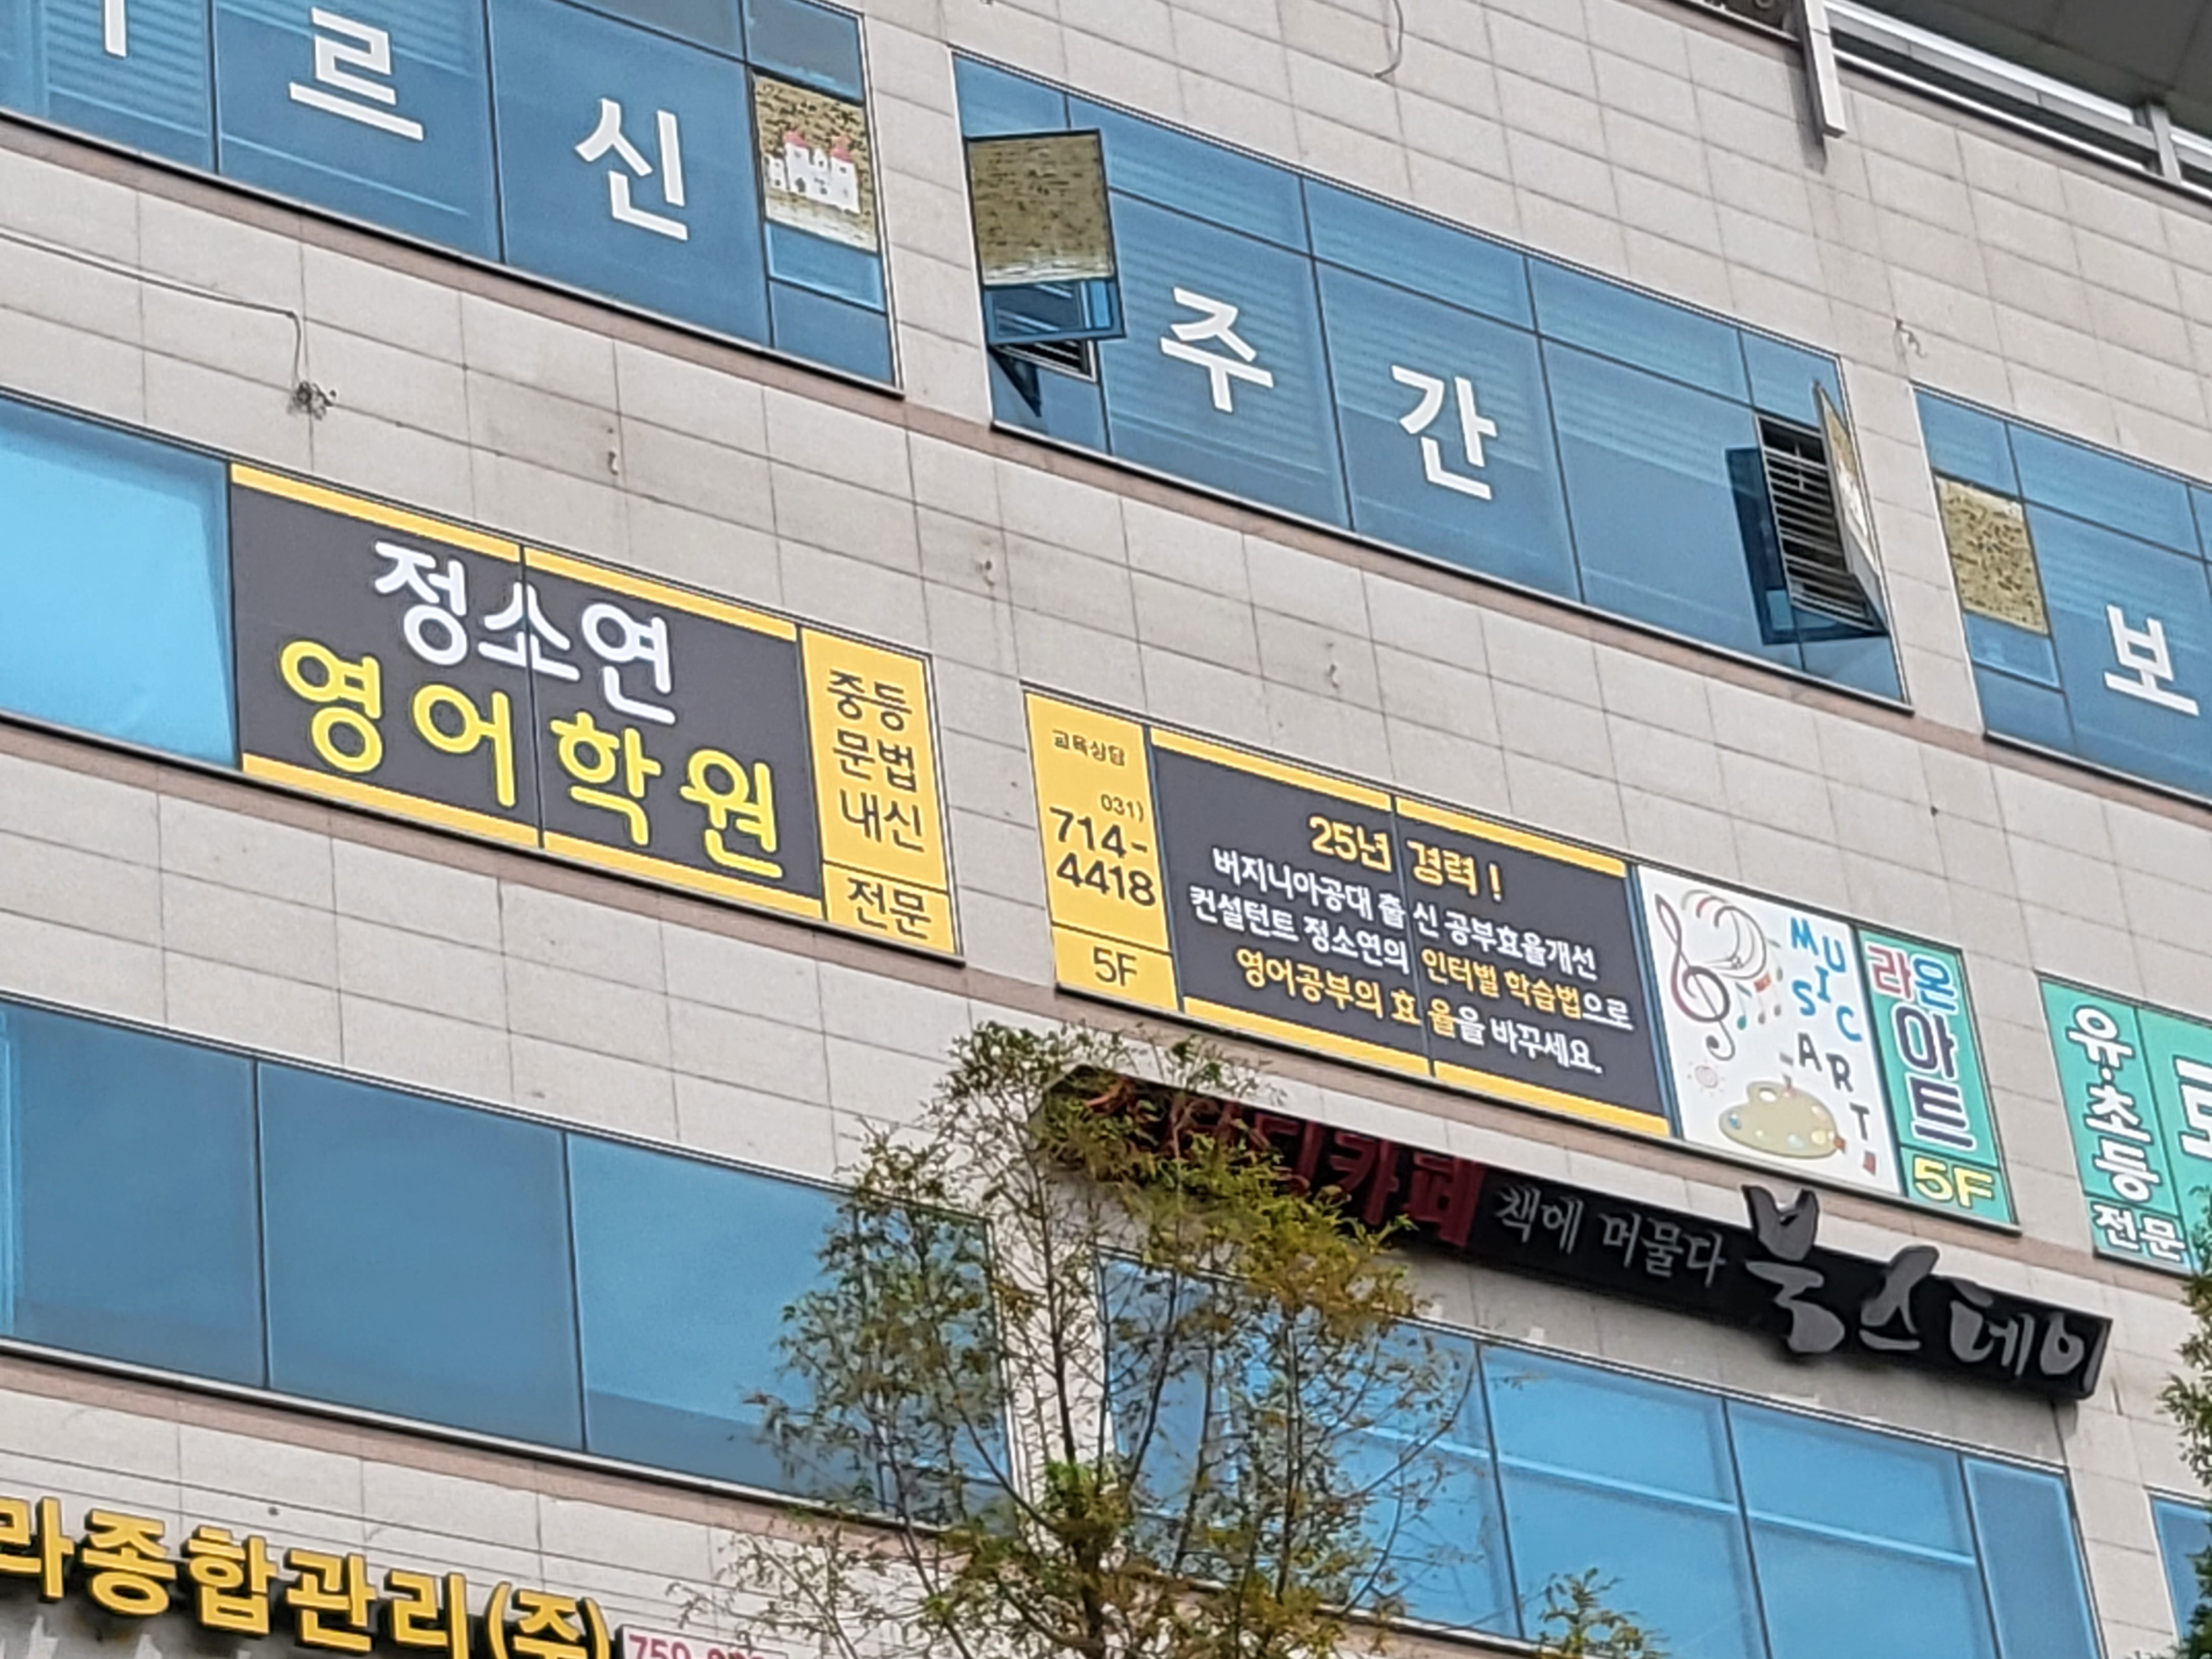 르 신
주 간
보
정소연
영어학원
중등
문법
내신
전문
교육상담
031)
714-
4418
5F
25년 경력!
버지니아공대 출신 공부효율개선
컨설턴트 정소연의 인터벌 학습법으로
영어공부의 효율을 바꾸세요.
MUSIC
ART
라온
아트
5F
유·초등
전문
스터디카페 책에 머물다 북스테이
라종합관리(주)